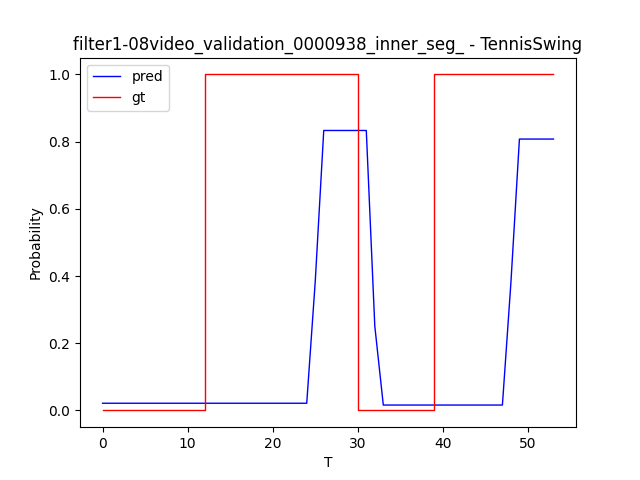 filter1-08video_validation_0000938_inner_seg_ - TennisSwing
pred
gt
1.0
0.8
0.6
0.4
0.2
0.0
Probability
0 10 20 30 40 50
T